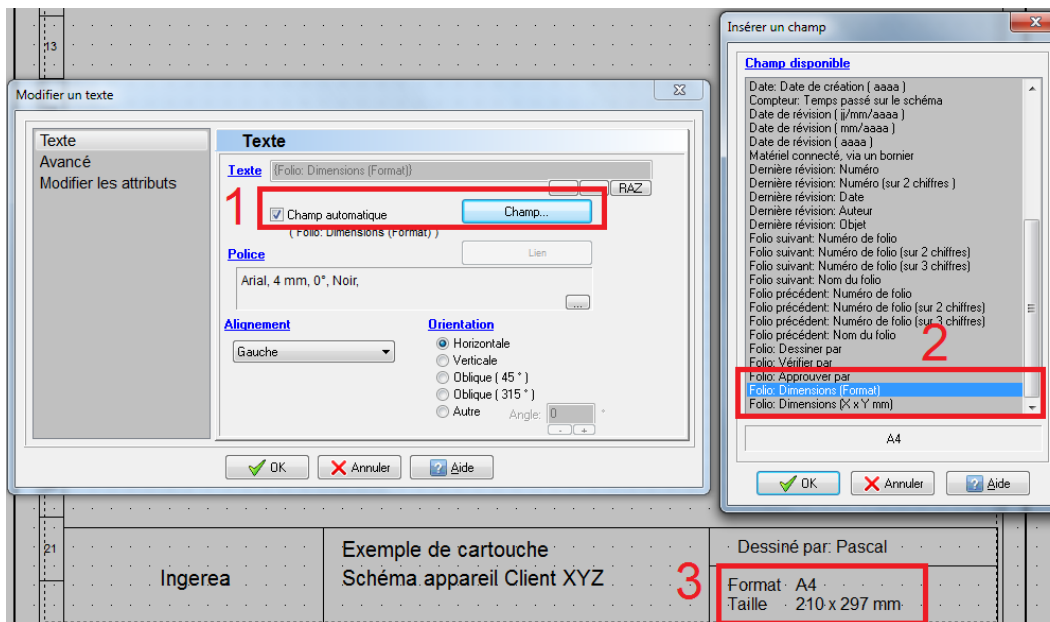 13
Modifier un texte
Texte
Avancé
Modifier les attributs
Texte
Texte
{Folio: Dimensions (Format)}
RAZ
1
Champ automatique
Champ...
( Folio: Dimensions (Format) )
Police
Lien
Arial, 4 mm, 0°, Noir,
...
Alignement
Orientation
Gauche
Horizontale
Verticale
Oblique ( 45 ° )
Oblique ( 315 ° )
Autre
Angle:
0
°
-
+
OK
Annuler
Aide
Insérer un champ
Champ disponible
Date: Date de création ( aaaa )
Compteur: Temps passé sur le schéma
Date de révision ( jj/mm/aaaa )
Date de révision ( mm/aaaa )
Date de révision ( aaaa )
Matériel connecté, via un bornier
Dernière révision: Numéro
Dernière révision: Numéro (sur 2 chiffres )
Dernière révision: Date
Dernière révision: Auteur
Dernière révision: Objet
Folio suivant: Numéro de folio
Folio suivant: Numéro de folio (sur 2 chiffres)
Folio suivant: Numéro de folio (sur 3 chiffres)
Folio suivant: Nom du folio
Folio précédent: Numéro de folio
Folio précédent: Numéro de folio (sur 2 chiffres)
Folio précédent: Numéro de folio (sur 3 chiffres)
Folio précédent: Nom du folio
Folio: Dessiner par
Folio: Vérifier par
Folio: Approuver par
Folio: Dimensions (Format)
Folio: Dimensions (X x Y mm)
2
A4
OK
Annuler
Aide
21
Ingerea
Exemple de cartouche
Schéma appareil Client XYZ
Dessiné par: Pascal
3
Format A4
Taille 210 x 297 mm